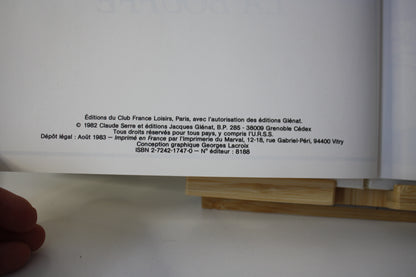 LA BOUFFE
Éditions du Club France Loisirs, Paris, avec l'autorisation des éditions Glénat.
© 1982 Claude Serre et éditions Jacques Glénat, B.P. 285 - 38009 Grenoble Cédex
Tous droits réservés pour tous pays, y compris l'U.R.S.S.
Dépôt légal : Août 1983 - Imprimé en France par l'imprimerie du Marval, 12-18, rue Gabriel-Péri, 94400 Vitry
Conception graphique Georges Lacroix
ISBN 2-7242-1747-0 - N° éditeur : 8188